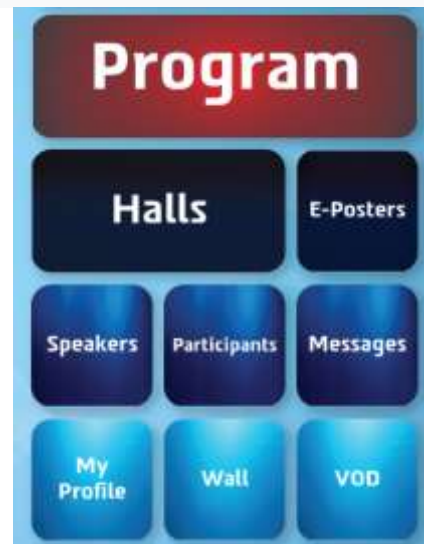 Program
Halls
E-Posters
Speakers
Participants
Messages
My
Profile
Wall
VOD